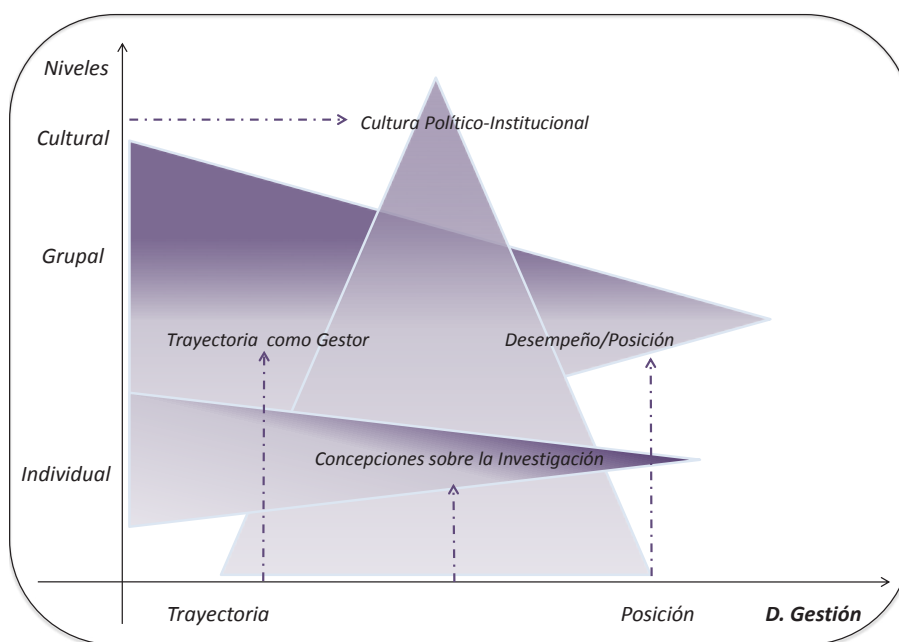 Niveles
Cultura Político-Institucional
Cultural
Grupal
Trayectoria como Gestor
Desempeño/Posición
Concepciones sobre la Investigación
Individual
Trayectoria
Posición
D. Gestión